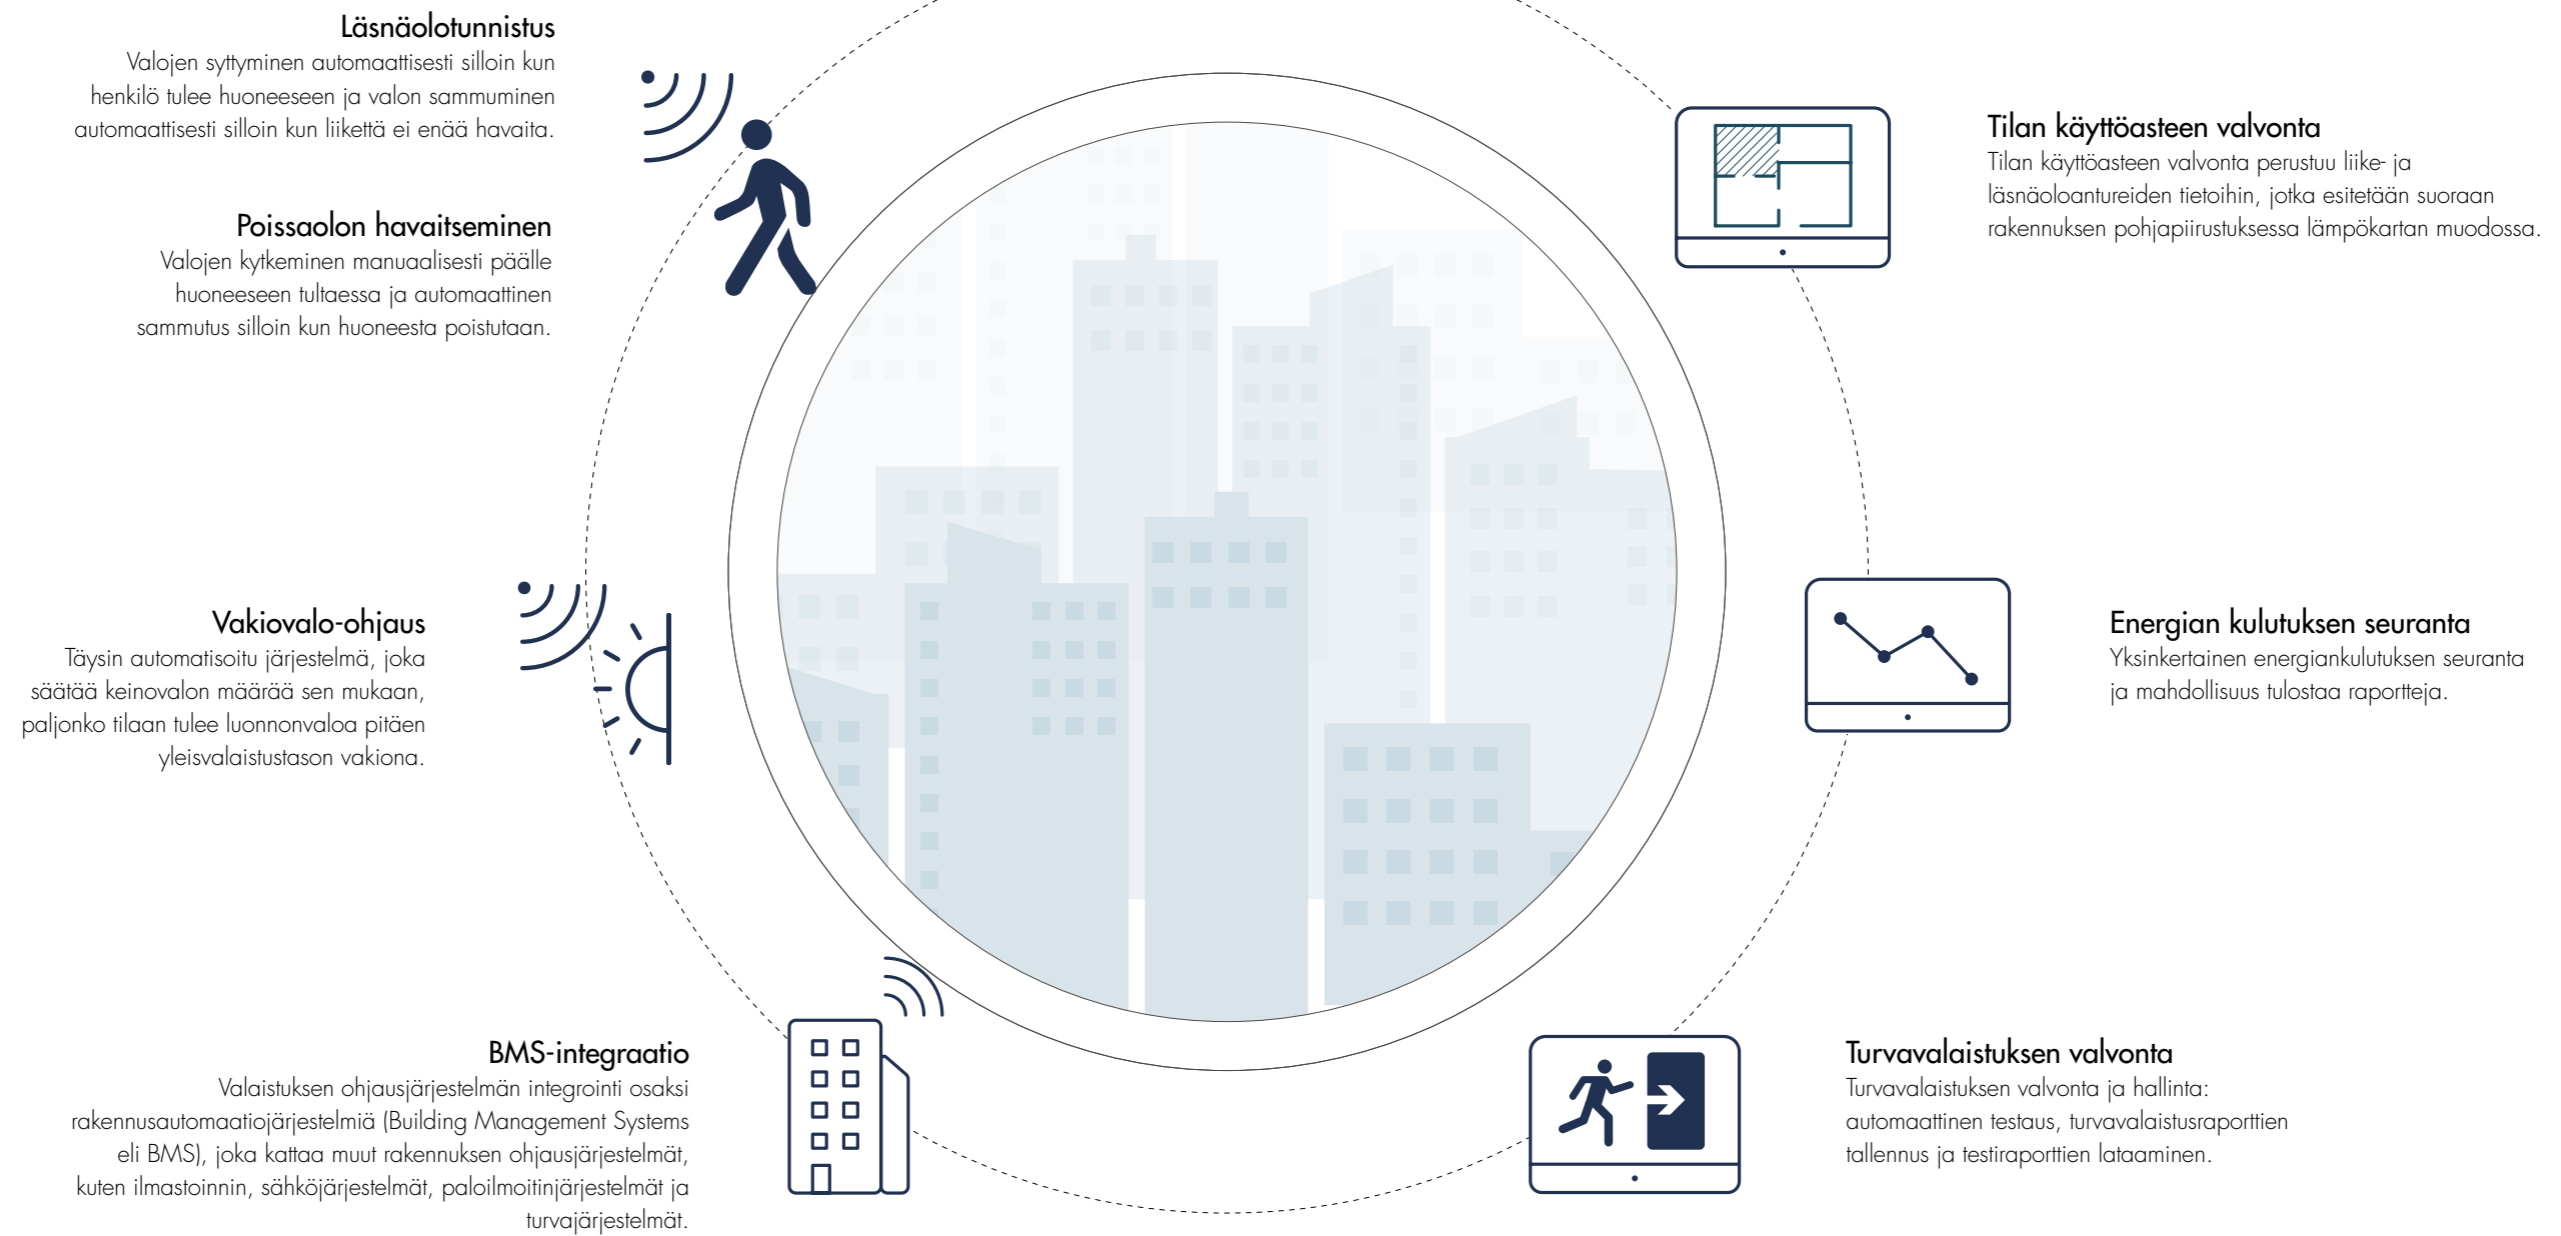 Läsnäolotunnistus
Valojen syttyminen automaattisesti silloin kun
henkilö tulee huoneeseen ja valon sammuminen
automaattisesti silloin kun liikettä ei enää havaita.
Poissaolon havaitseminen
Valojen kytkeminen manuaalisesti päälle
huoneeseen tultaessa ja automaattinen
sammutus silloin kun huoneesta poistutaan.
Vakiovalo-ohjaus
Täysin automatisoitu järjestelmä, joka
säätää keinovalon määrää sen mukaan,
paljonko tilaan tulee luonnonvaloa pitäen
yleisvalaistustason vakiona.
BMS-integraatio
Valaistuksen ohjausjärjestelmän integrointi osaksi
rakennusautomaatiojärjestelmiä (Building Management Systems
eli BMS), joka kattaa muut rakennuksen ohjausjärjestelmät,
kuten ilmastoinnin, sähköjärjestelmät, paloilmoitinjärjestelmät ja
turvajärjestelmät.
Tilan käyttöasteen valvonta
Tilan käyttöasteen valvonta perustuu liike- ja
läsnäoloantureiden tietoihin, jotka esitetään suoraan
rakennuksen pohjapiirustuksessa lämpökartan muodossa.
Energian kulutuksen seuranta
Yksinkertainen energiankulutuksen seuranta
ja mahdollisuus tulostaa raportteja.
Turvavalaistuksen valvonta
Turvavalaistuksen valvonta ja hallinta:
automaattinen testaus, turvavalaistusraporttien
tallennus ja testiraporttien lataaminen.